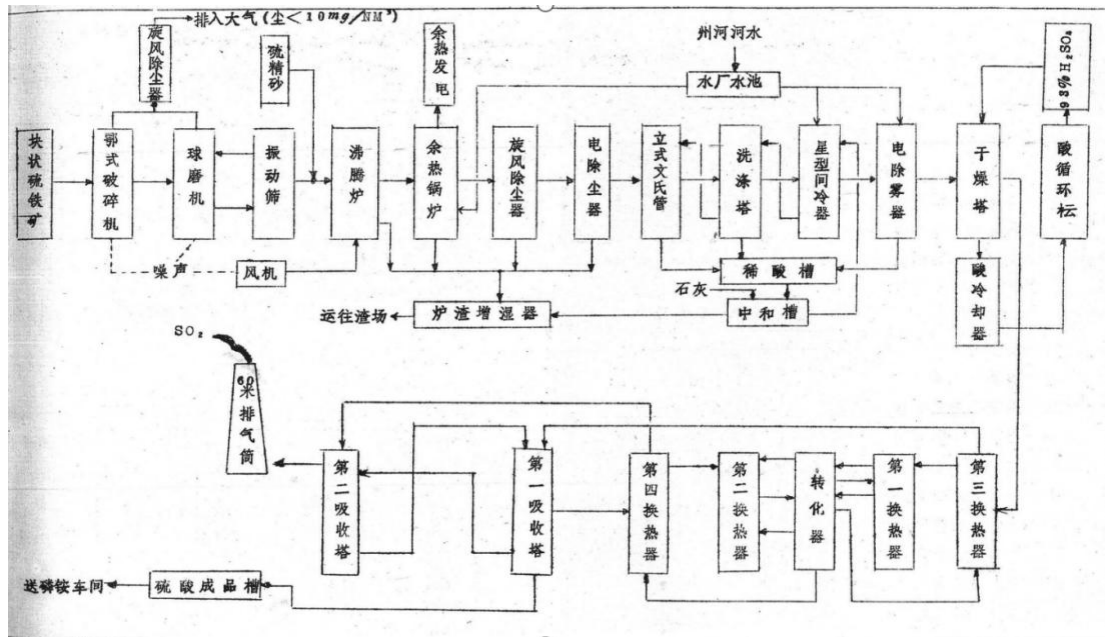 排入大气(尘<10mg/NM³)
旋风除尘器
硫精砂
余热发电
州河河水
水厂水池
93%H₂SO₄
块状硫铁矿
鄂式破碎机
球磨机
振动筛
沸腾炉
余热锅炉
旋风除尘器
电除尘器
立式文氏管
洗涤塔
星型间冷器
电除雾器
干燥塔
酸循环坛
噪声
风机
稀酸槽
酸冷却器
石灰
运往渣场
炉渣增湿器
中和槽
SO₂
60米排气筒
第二吸收塔
第一吸收塔
第四换热器
第二换热器
转化器
第一换热器
第三换热器
送磷铵车间
硫酸成品槽